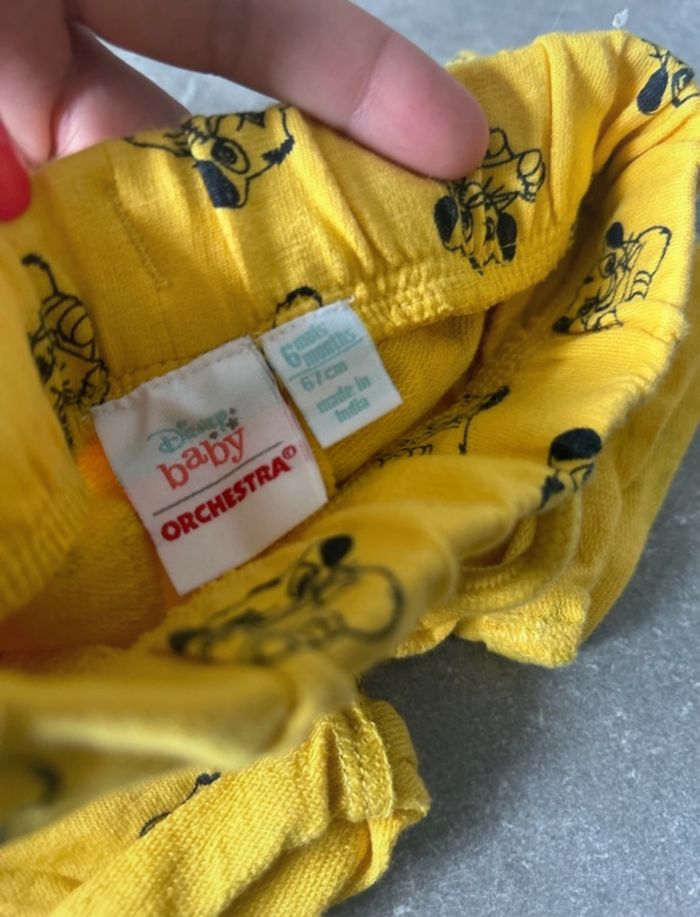 Disney
baby
ORCHESTRA®
6 mois
months
67cm
made in
India